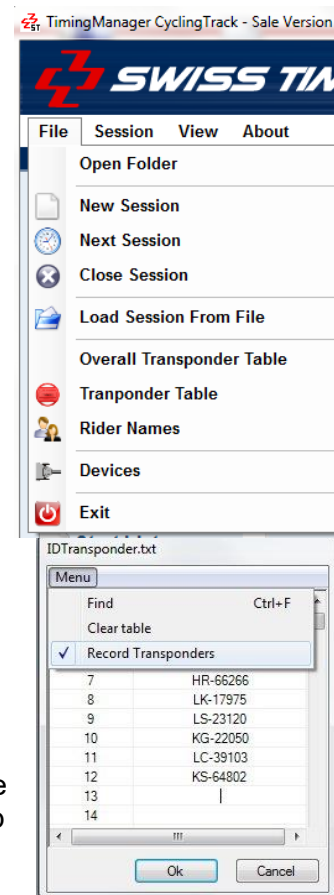 TimingManager CyclingTrack - Sale Version
SWISS TIM
File Session View About
Open Folder
New Session
Next Session
Close Session
Load Session From File
Overall Transponder Table
Tranponder Table
Rider Names
Devices
Exit
IDTransponder.txt
Menu
Find Ctrl+F
Clear table
Record Transponders
7 HR-66266
8 LK-17975
9 LS-23120
10 KG-22050
11 LC-39103
12 KS-64802
13
14
Ok Cancel